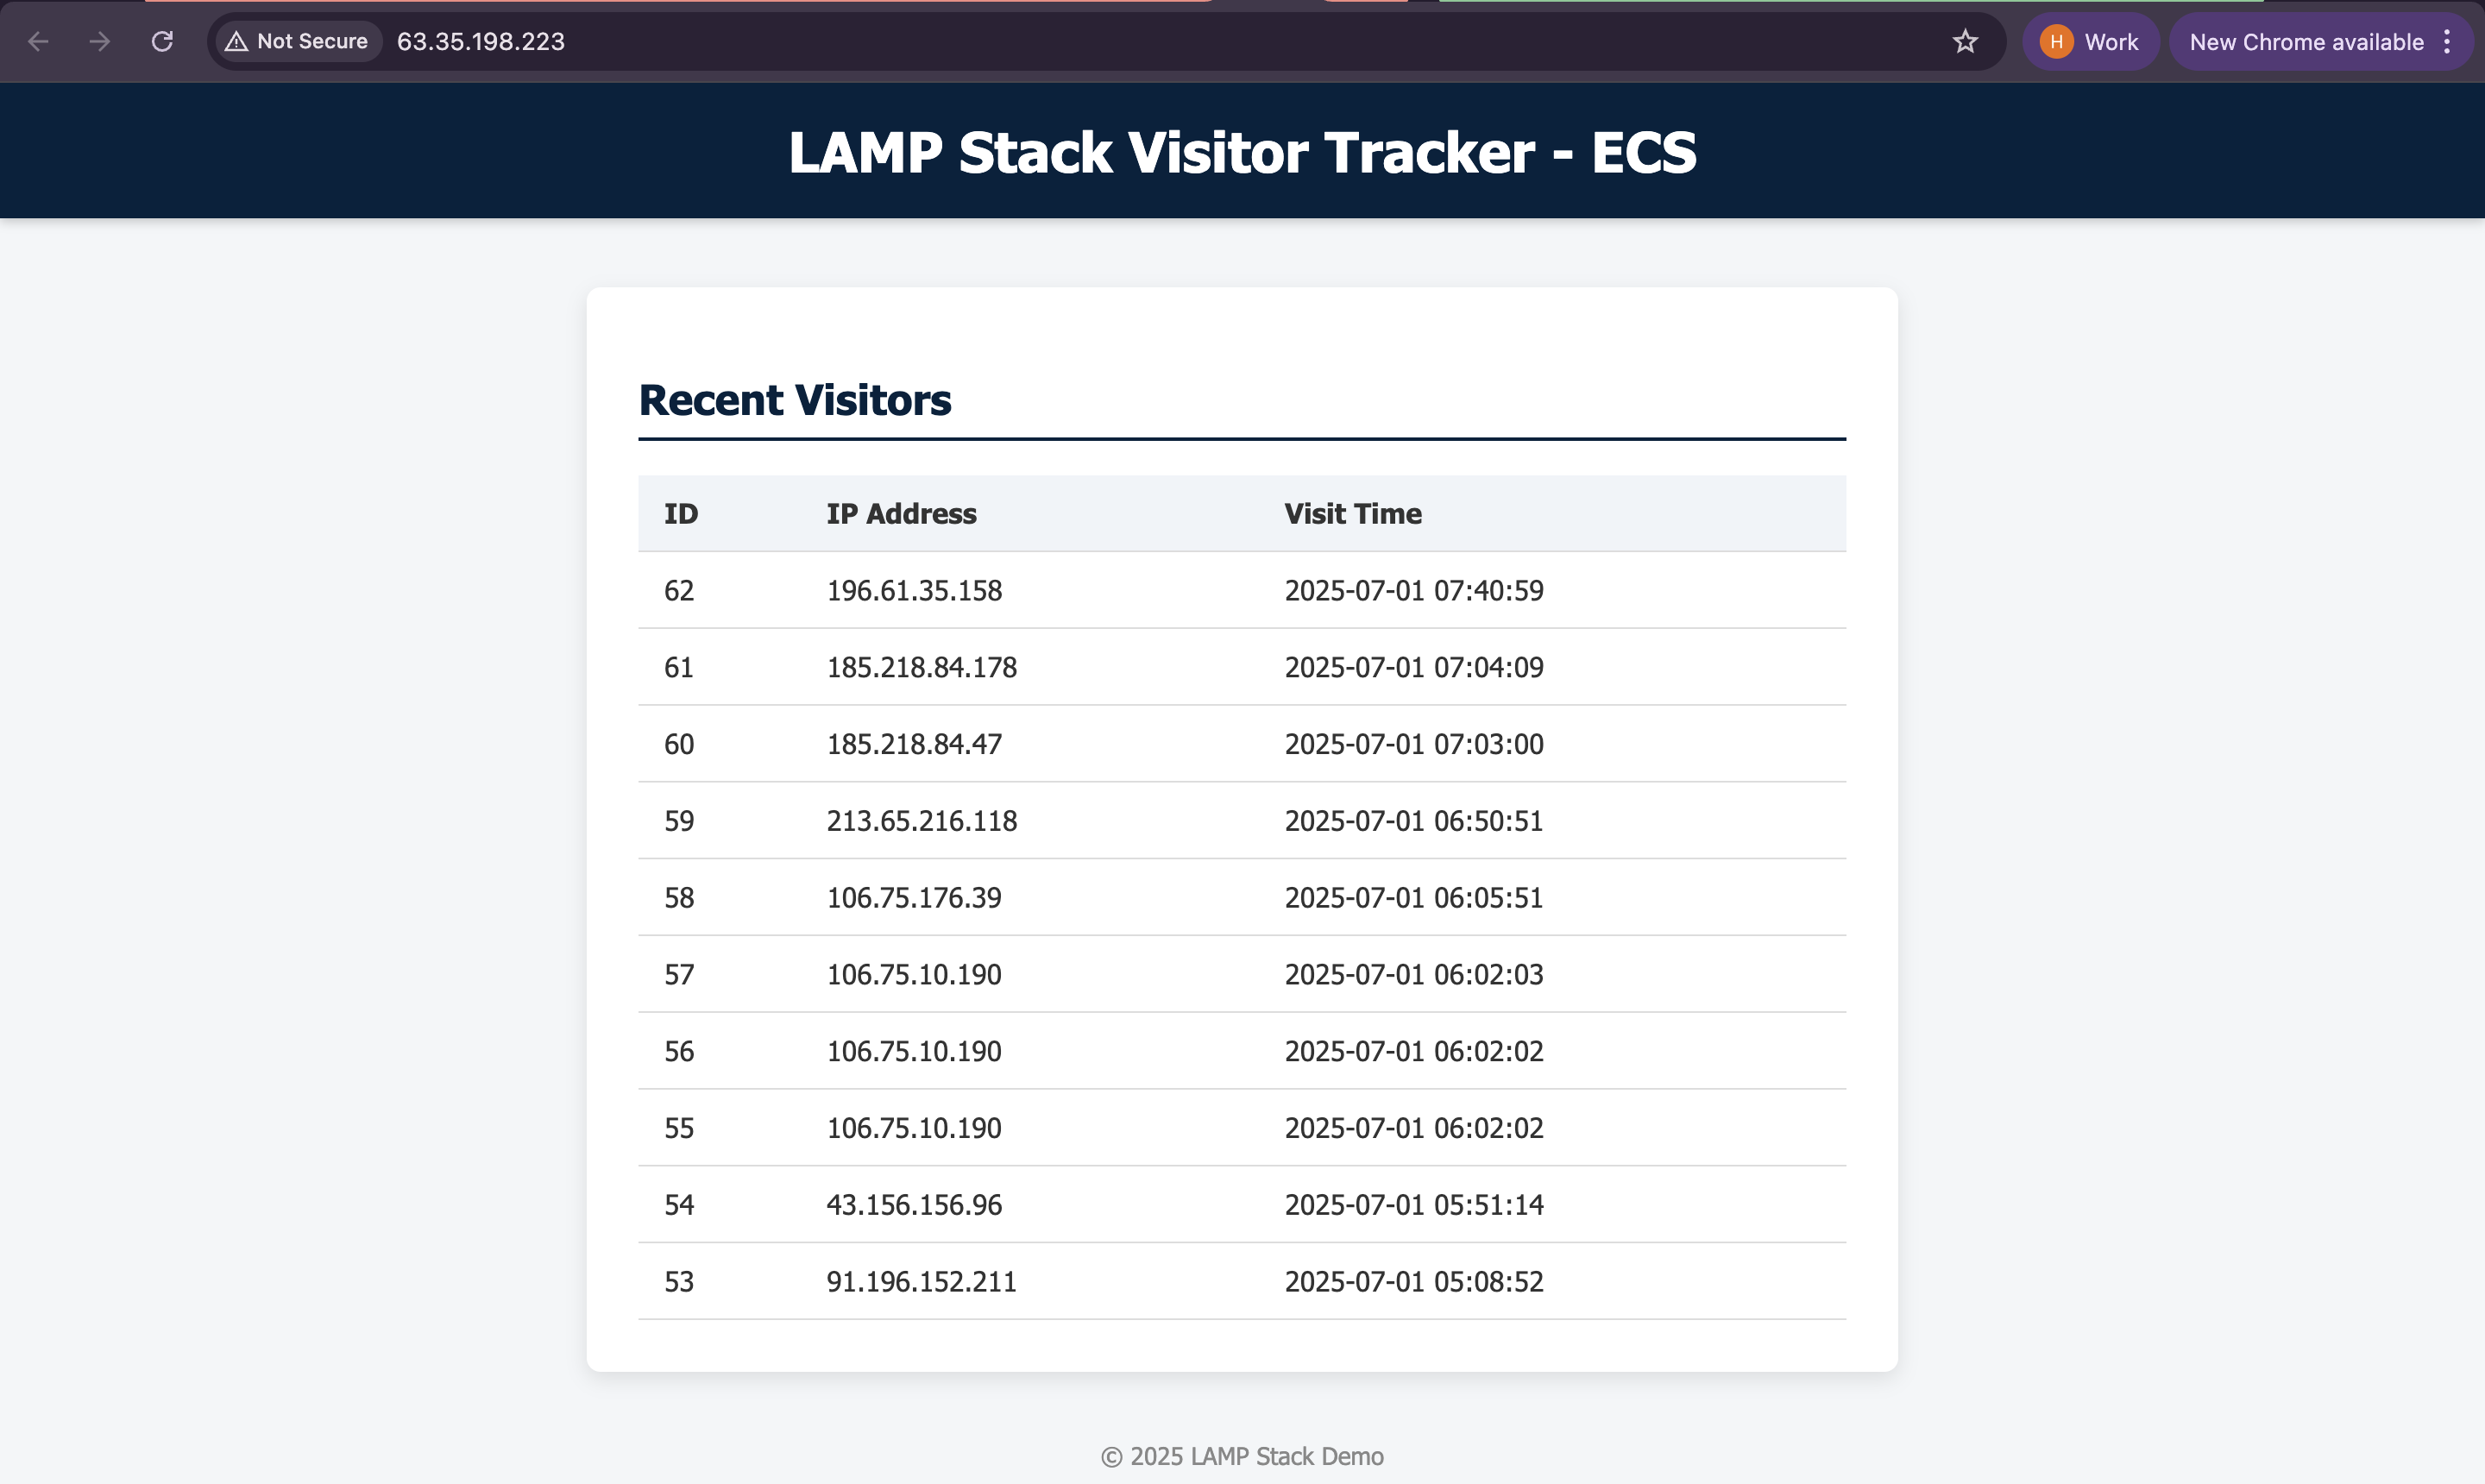 Not Secure 63.35.198.223 H Work New Chrome available
LAMP Stack Visitor Tracker - ECS
Recent Visitors
ID IP Address Visit Time
62 196.61.35.158 2025-07-01 07:40:59
61 185.218.84.178 2025-07-01 07:04:09
60 185.218.84.47 2025-07-01 07:03:00
59 213.65.216.118 2025-07-01 06:50:51
58 106.75.176.39 2025-07-01 06:05:51
57 106.75.10.190 2025-07-01 06:02:03
56 106.75.10.190 2025-07-01 06:02:02
55 106.75.10.190 2025-07-01 06:02:02
54 43.156.156.96 2025-07-01 05:51:14
53 91.196.152.211 2025-07-01 05:08:52
© 2025 LAMP Stack Demo